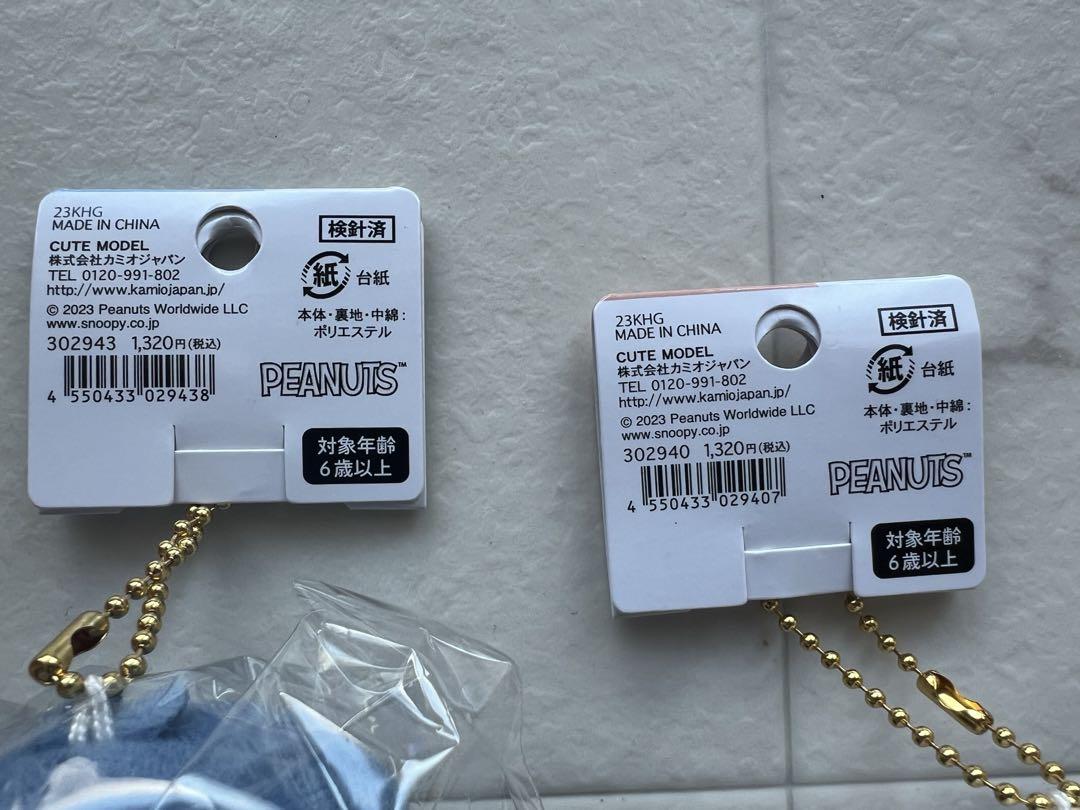 23KHG
MADE IN CHINA
CUTE MODEL
株式会社カミオジャパン
TEL 0120-991-802
http://www.kamiojapan.jp/
© 2023 Peanuts Worldwide LLC
www.snoopy.co.jp
302943 1,320円(税込)
4 550433 029438
検針済
紙 台紙
本体・裏地・中綿:
ポリエステル
PEANUTS™
対象年齢
6歳以上
23KHG
MADE IN CHINA
CUTE MODEL
株式会社カミオジャパン
TEL 0120-991-802
http://www.kamiojapan.jp/
© 2023 Peanuts Worldwide LLC
www.snoopy.co.jp
302940 1,320円(税込)
4 550433 029407
検針済
紙 台紙
本体・裏地・中綿:
ポリエステル
PEANUTS™
対象年齢
6歳以上